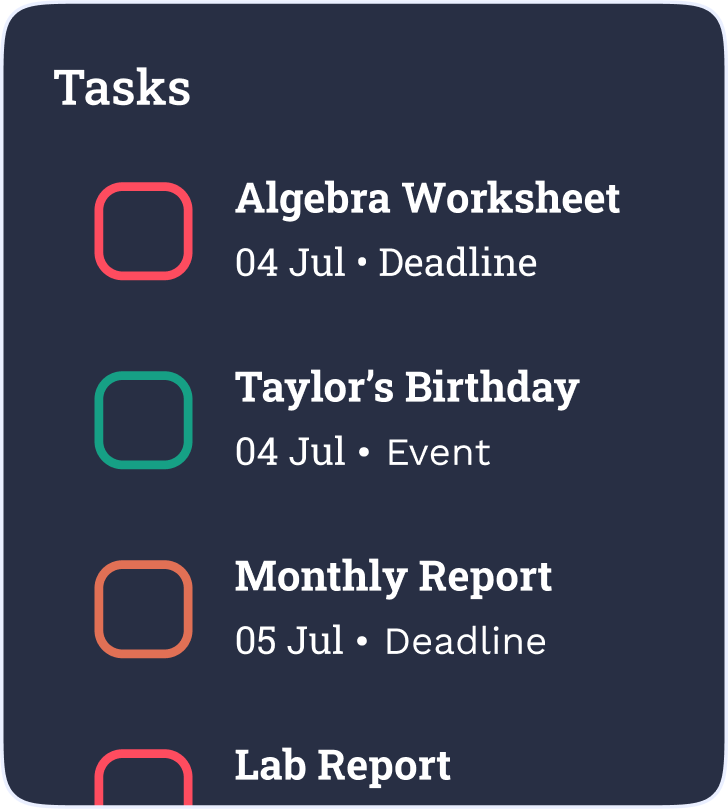 Tasks
Algebra Worksheet
04 Jul • Deadline
Taylor’s Birthday
04 Jul • Event
Monthly Report
05 Jul • Deadline
Lab Report